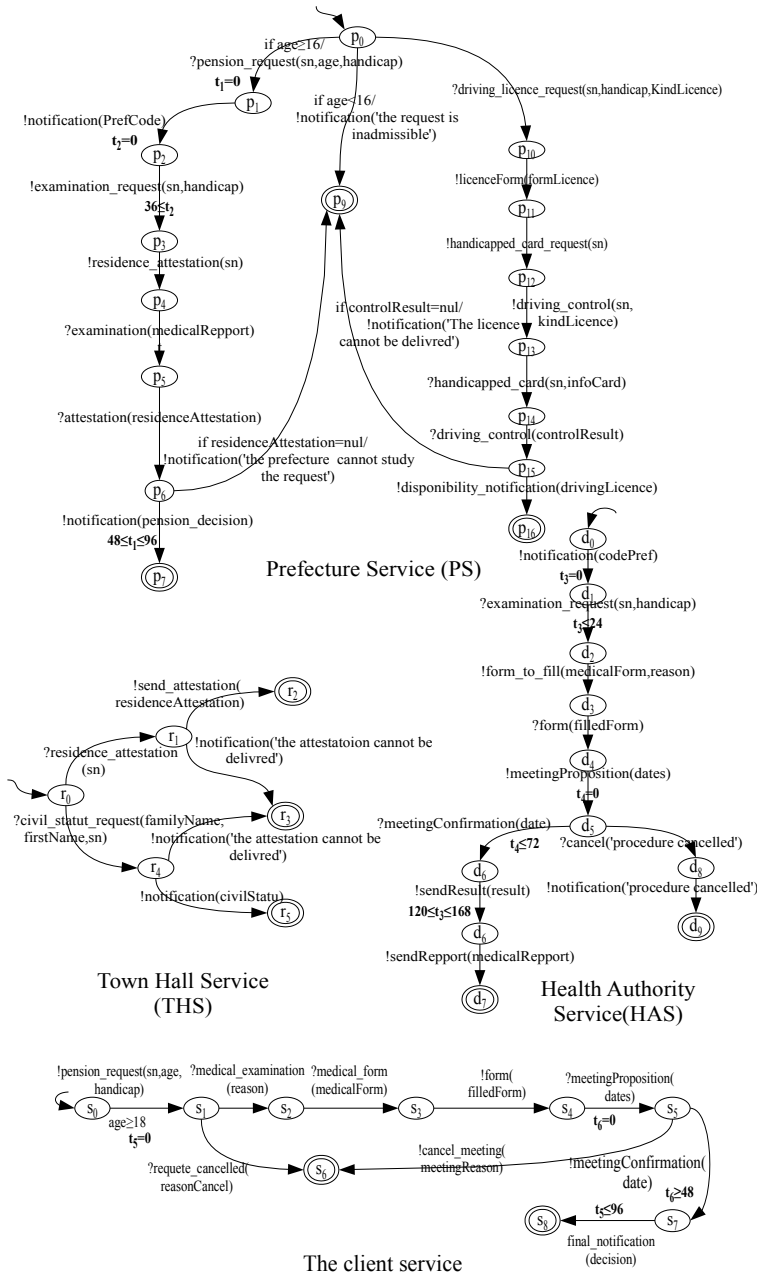 p0
if age≥16/
?pension_request(sn,age,handicap)
t1=0
p1
!notification(PrefCode)
t2=0
p2
!examination_request(sn,handicap)
36≤t2
p3
!residence_attestation(sn)
p4
?examination(medicalRepport)
t
p5
?attestation(residenceAttestation)
p6
!notification(pension_decision)
48≤t1≤96
p7
if age<16/
!notification('the request is
inadmissible')
p9
if controlResult=nul/
!notification('The licence
cannot be delivred')
if residenceAttestation=nul/
!notification('the prefecture cannot study
the request')
?driving_licence_request(sn,handicap,KindLicence)
p10
!licenceForm(formLicence)
p11
!handicapped_card_request(sn)
p12
!driving_control(sn,
kindLicence)
p13
?handicapped_card(sn,infoCard)
p14
?driving_control(controlResult)
p15
!disponibility_notification(drivingLicence)
p16
Prefecture Service (PS)
d0
!notification(codePref)
t3=0
d1
?examination_request(sn,handicap)
t3≤24
d2
!form_to_fill(medicalForm,reason)
d3
?form(filledForm)
d4
!meetingProposition(dates)
t4=0
d5
?meetingConfirmation(date)
t4≤72
?cancel('procedure cancelled')
d6
d8
!sendResult(result)
!notification('procedure cancelled')
120≤t3≤168
d6
d9
!sendRepport(medicalRepport)
d7
Health Authority
Service(HAS)
!send_attestation(
residenceAttestation)
r2
r1
?residence_attestation
(sn)
!notification('the attestatoion cannot be
delivred')
r0
r3
?civil_statut_request(familyName,
firstName,sn)
!notification('the attestation cannot be
delivred')
r4
!notification(civilStatu)
r5
Town Hall Service
(THS)
!pension_request(sn,age,
handicap)
?medical_examination
(reason)
?medical_form
(medicalForm)
!form(
filledForm)
?meetingProposition(
dates)
s0
s1
s2
s3
s4
s5
age≥18
t5=0
t6=0
?requete_cancelled(
reasonCancel)
s6
!cancel_meeting(
meetingReason)
!meetingConfirmation(
date)
t6≥48
s8
t5≤96
s7
final_notification
(decision)
The client service